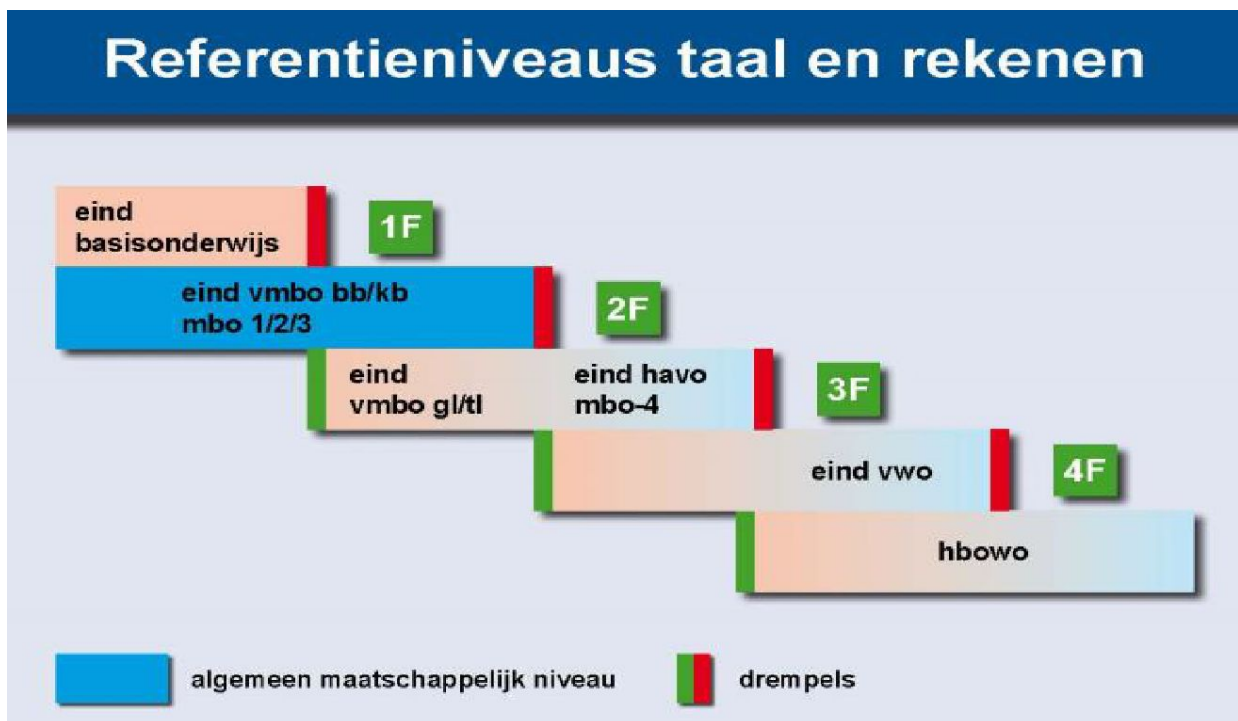 Referentieniveaus taal en rekenen
eind
basisonderwijs
1F
eind vmbo bb/kb
mbo 1/2/3
2F
eind
vmbo gl/tl
eind havo
mbo-4
3F
eind vwo
4F
hbowo
algemeen maatschappelijk niveau
drempels